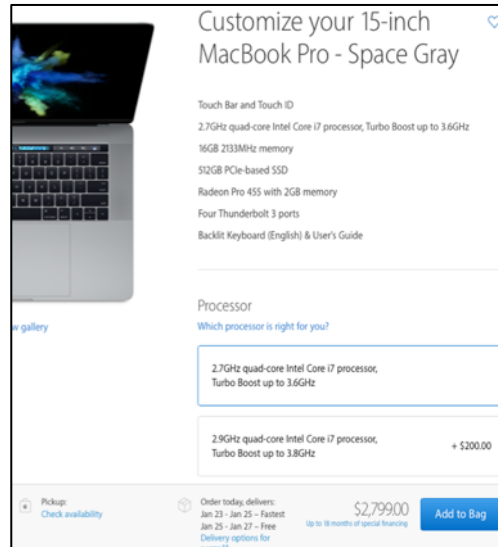 Customize your 15-inch
MacBook Pro - Space Gray
Touch Bar and Touch ID
2.7GHz quad-core Intel Core i7 processor, Turbo Boost up to 3.6GHz
16GB 2133MHz memory
512GB PCIe-based SSD
Radeon Pro 455 with 2GB memory
Four Thunderbolt 3 ports
Backlit Keyboard (English) & User's Guide
Processor
w gallery
Which processor is right for you?
2.7GHz quad-core Intel Core i7 processor,
Turbo Boost up to 3.6GHz
2.9GHz quad-core Intel Core i7 processor,
Turbo Boost up to 3.8GHz
+ $200.00
Pickup:
Check availability
Order today, delivers:
Jan 23 - Jan 25 – Fastest
Jan 25 - Jan 27 – Free
Delivery options for
$2,799.00
Up to 18 months of special financing
Add to Bag